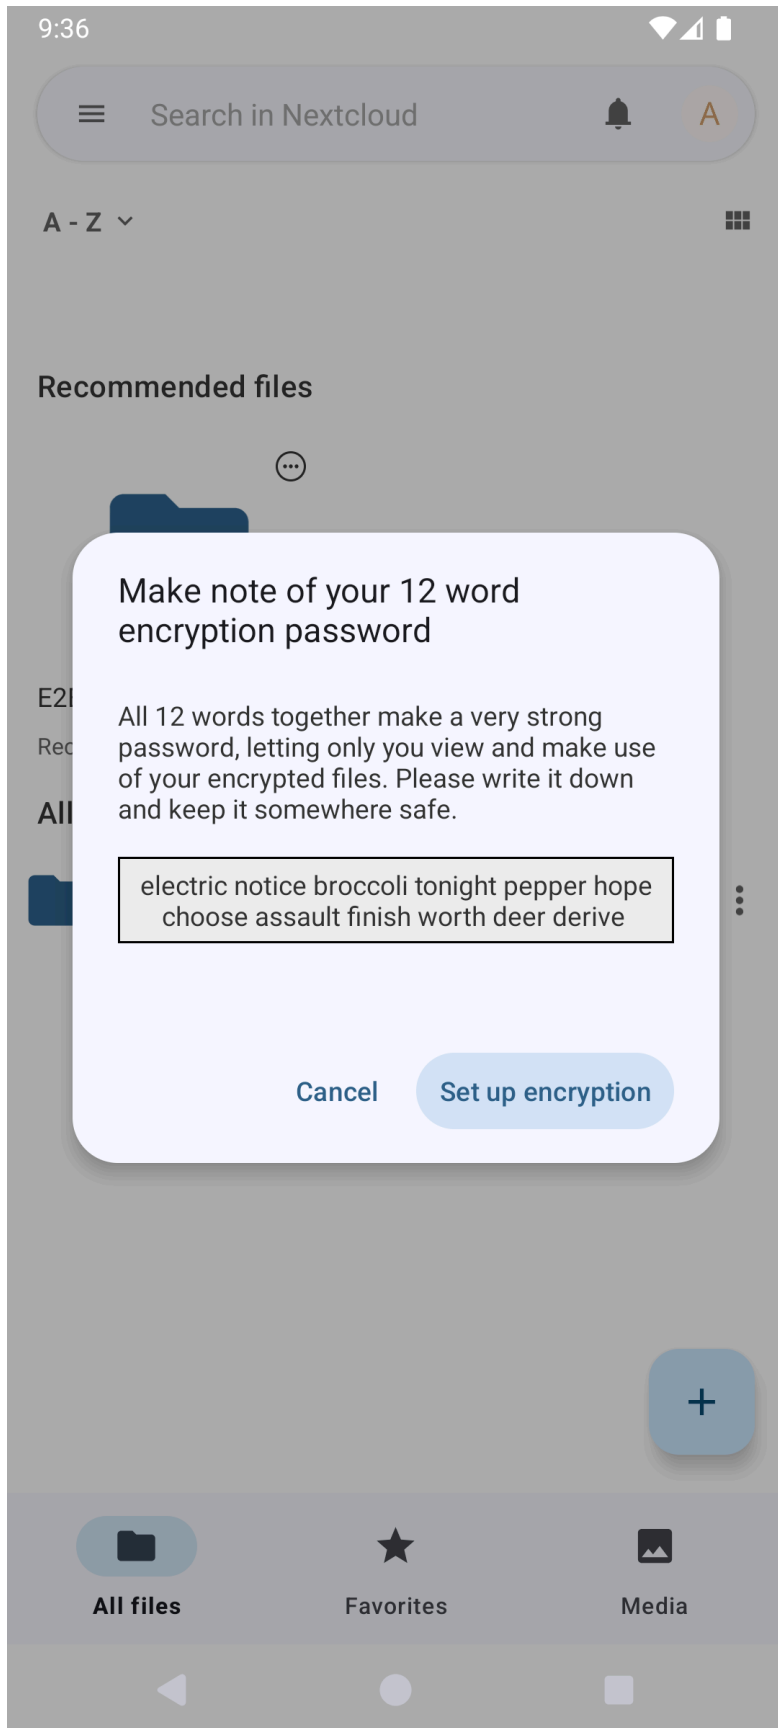 9:36
Search in Nextcloud
A
A - Z
Recommended files
Make note of your 12 word
encryption password
All 12 words together make a very strong
password, letting only you view and make use
of your encrypted files. Please write it down
and keep it somewhere safe.
electric notice broccoli tonight pepper hope
choose assault finish worth deer derive
Cancel
Set up encryption
All
All files
Favorites
Media